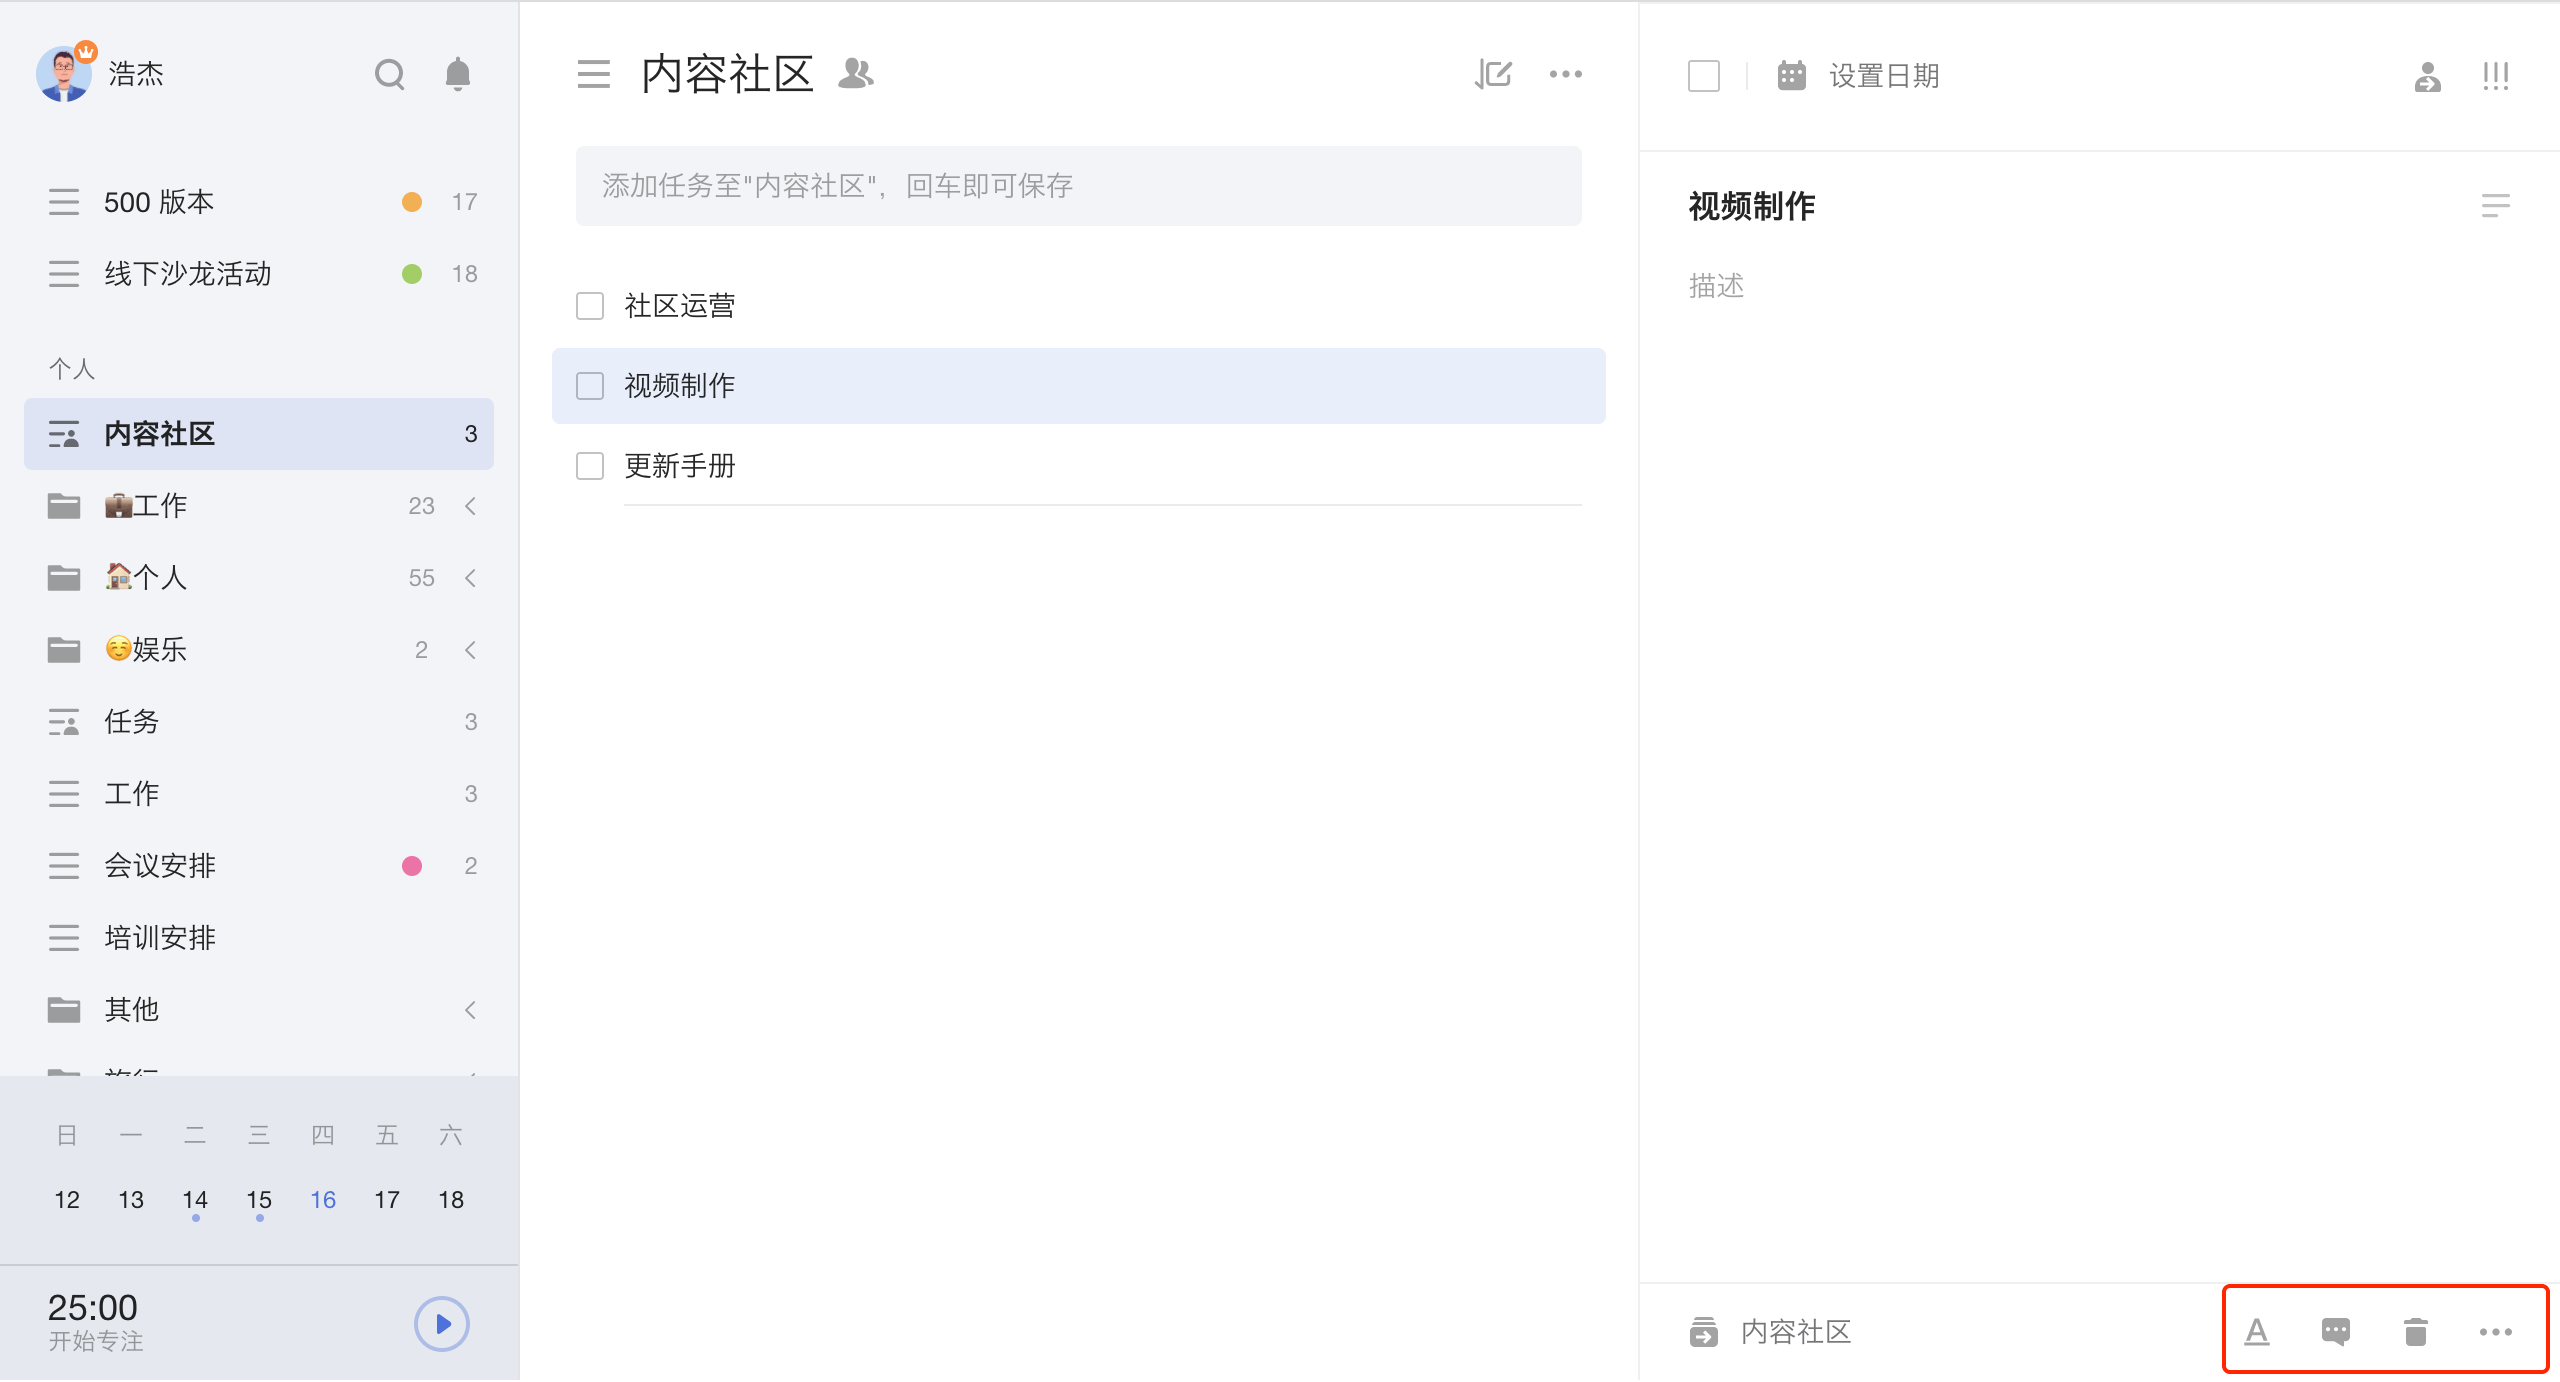 浩杰
500 版本 17
线下沙龙活动 18
个人
内容社区 3
工作 23
个人 55
娱乐 2
任务 3
工作 3
会议安排 2
培训安排
其他
日 一 二 三 四 五 六
12 13 14 15 16 17 18
25:00
开始专注
内容社区
添加任务至"内容社区"，回车即可保存
社区运营
视频制作
更新手册
设置日期
视频制作
描述
内容社区
A